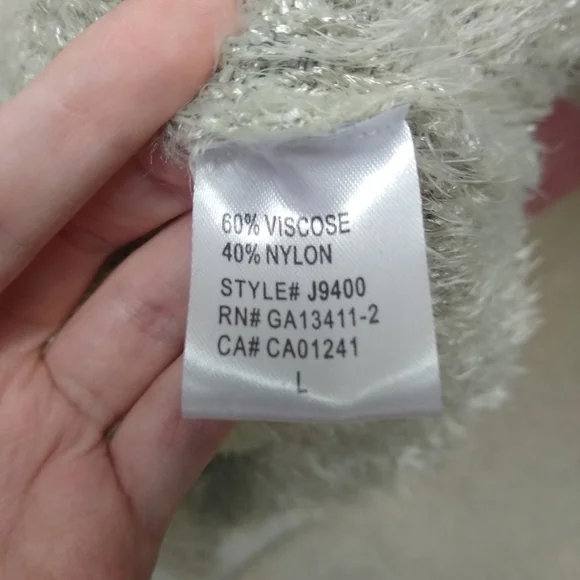 60% VISCOSE
40% NYLON
STYLE# J9400
RN# GA13411-2
CA# CA01241
L